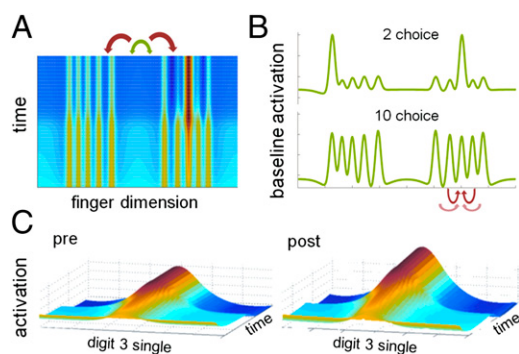 A
time
finger dimension
B
baseline activation
2 choice
10 choice
C
activation
pre
digit 3 single
time
post
digit 3 single
time